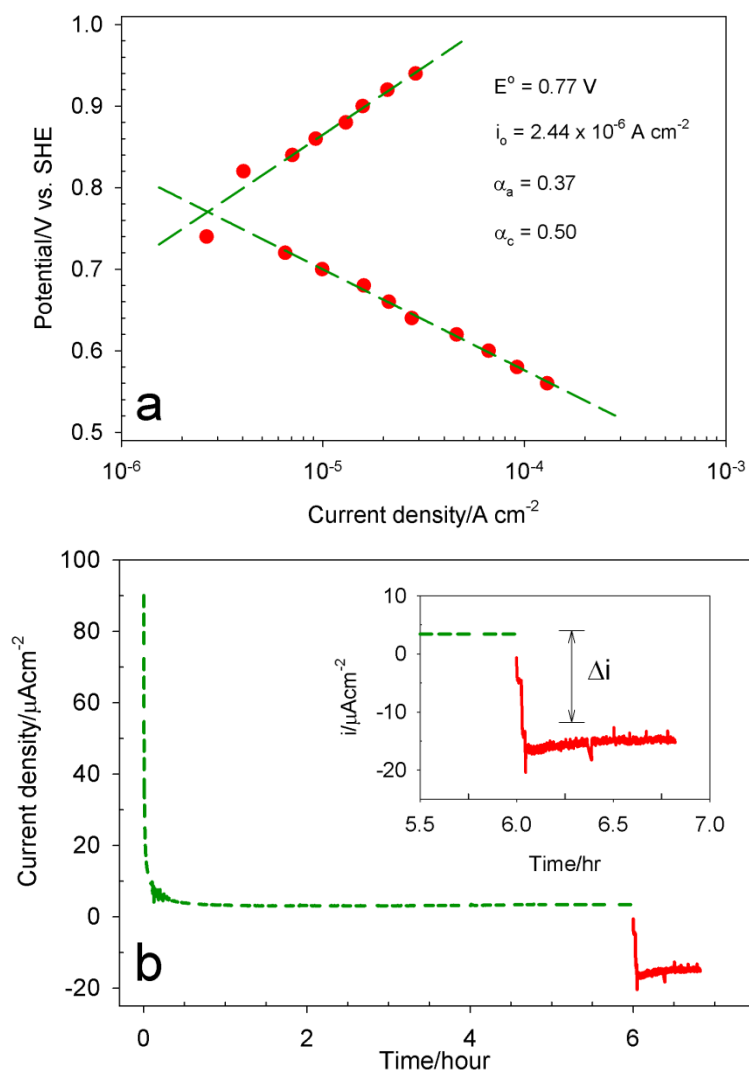 1.0
0.9
0.8
0.7
0.6
0.5
Potential/V vs. SHE
E° = 0.77 V
i₀ = 2.44 x 10⁻⁶ A cm⁻²
αₐ = 0.37
α꜀ = 0.50
a
10⁻⁶ 10⁻⁵ 10⁻⁴ 10⁻³
Current density/A cm⁻²
100
80
60
40
20
0
-20
Current density/μAcm⁻²
10
0
-10
-20
i/μAcm⁻²
Δi
5.5 6.0 6.5 7.0
Time/hr
b
0 2 4 6
Time/hour